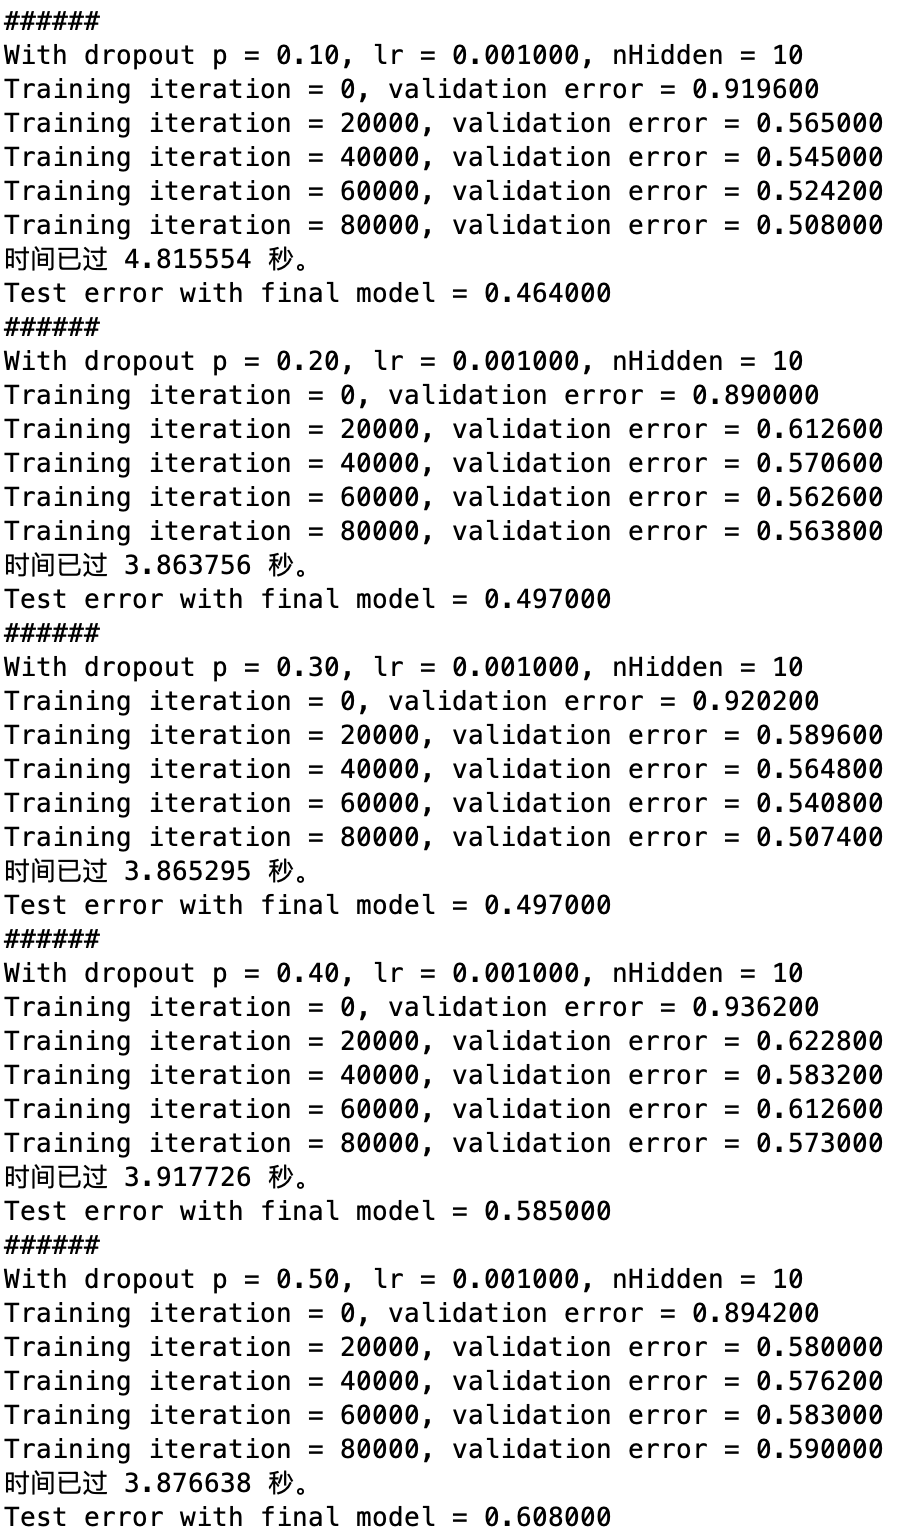 ######
With dropout p = 0.10, lr = 0.001000, nHidden = 10
Training iteration = 0, validation error = 0.919600
Training iteration = 20000, validation error = 0.565000
Training iteration = 40000, validation error = 0.545000
Training iteration = 60000, validation error = 0.524200
Training iteration = 80000, validation error = 0.508000
时间已过 4.815554 秒。
Test error with final model = 0.464000
######
With dropout p = 0.20, lr = 0.001000, nHidden = 10
Training iteration = 0, validation error = 0.890000
Training iteration = 20000, validation error = 0.612600
Training iteration = 40000, validation error = 0.570600
Training iteration = 60000, validation error = 0.562600
Training iteration = 80000, validation error = 0.563800
时间已过 3.863756 秒。
Test error with final model = 0.497000
######
With dropout p = 0.30, lr = 0.001000, nHidden = 10
Training iteration = 0, validation error = 0.920200
Training iteration = 20000, validation error = 0.589600
Training iteration = 40000, validation error = 0.564800
Training iteration = 60000, validation error = 0.540800
Training iteration = 80000, validation error = 0.507400
时间已过 3.865295 秒。
Test error with final model = 0.497000
######
With dropout p = 0.40, lr = 0.001000, nHidden = 10
Training iteration = 0, validation error = 0.936200
Training iteration = 20000, validation error = 0.622800
Training iteration = 40000, validation error = 0.583200
Training iteration = 60000, validation error = 0.612600
Training iteration = 80000, validation error = 0.573000
时间已过 3.917726 秒。
Test error with final model = 0.585000
######
With dropout p = 0.50, lr = 0.001000, nHidden = 10
Training iteration = 0, validation error = 0.894200
Training iteration = 20000, validation error = 0.580000
Training iteration = 40000, validation error = 0.576200
Training iteration = 60000, validation error = 0.583000
Training iteration = 80000, validation error = 0.590000
时间已过 3.876638 秒。
Test error with final model = 0.608000